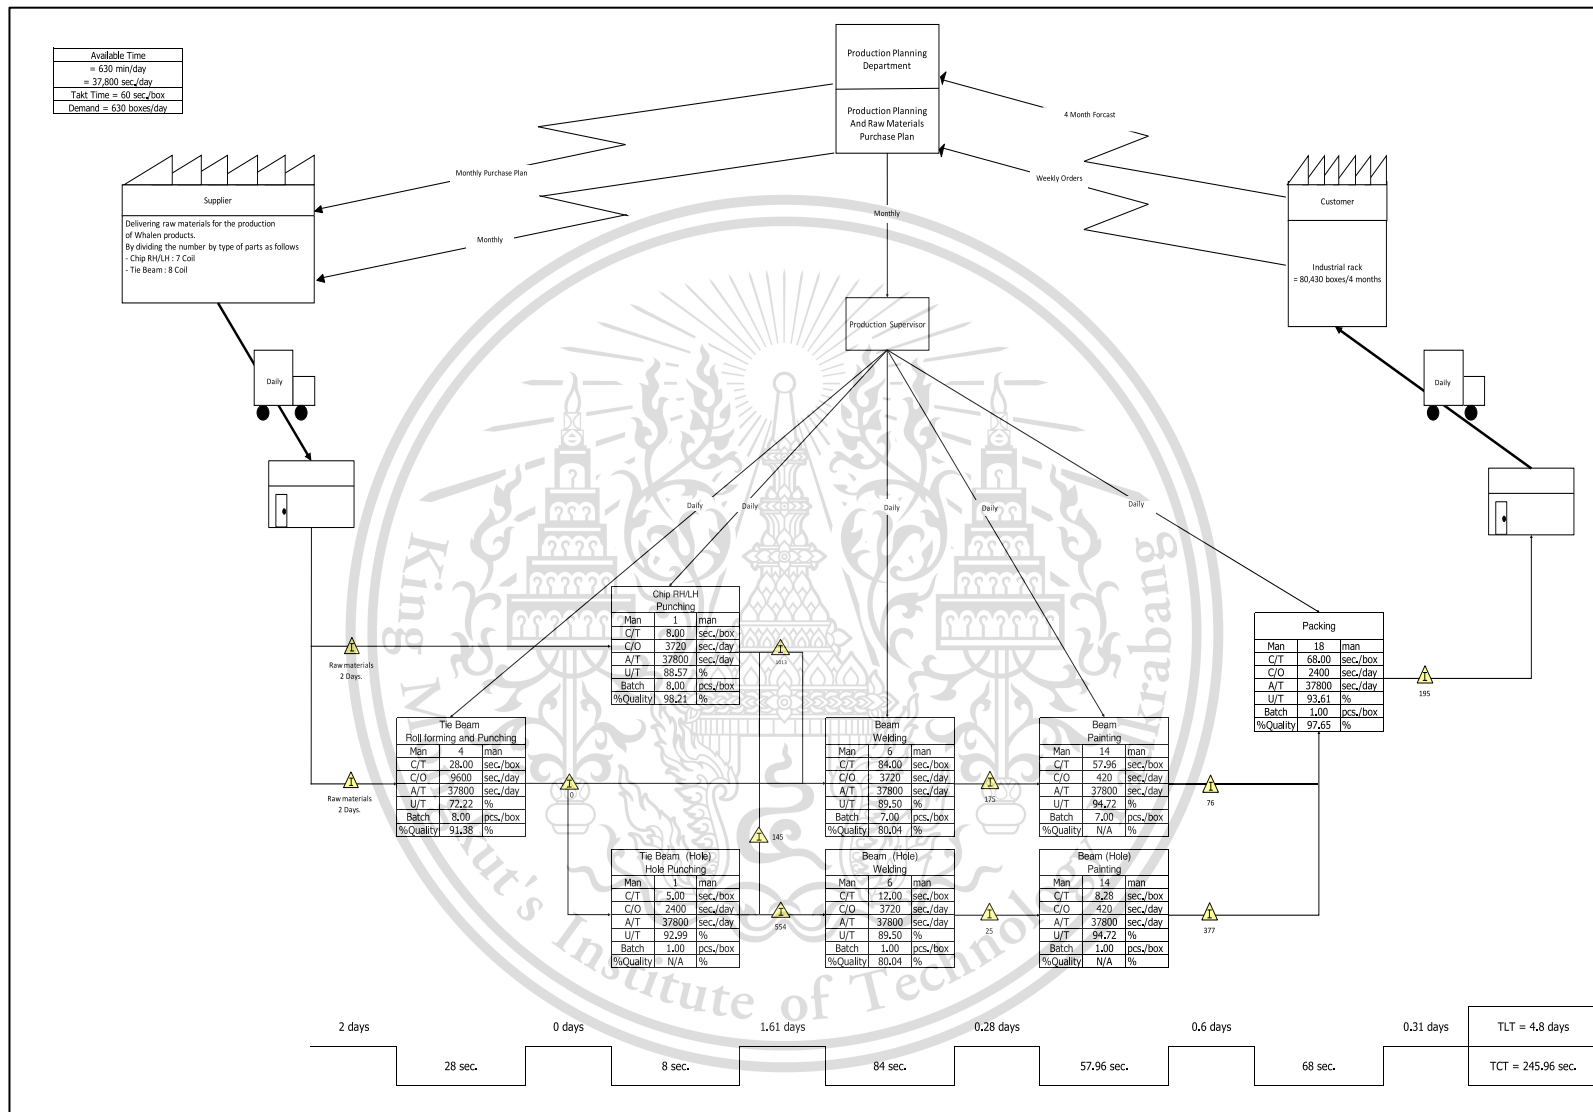 Available Time
= 630 min/day
= 37,800 sec./day
Takt Time = 60 sec./box
Demand = 630 boxes/day
Production Planning
Department
Production Planning
And Raw Materials
Purchase Plan
4 Month Forcast
Weekly Orders
Monthly Purchase Plan
Monthly
Monthly
Supplier
Delivering raw materials for the production
of Whalen products.
By dividing the number by type of parts as follows
- Chip RH/LH : 7 Coil
- Tie Beam : 8 Coil
Customer
Industrial rack
= 80,430 boxes/4 months
Production Supervisor
Daily
Daily
Daily
Daily
Daily
Daily
Daily
Chip RH/LH
Punching
Man 1 man
C/T 8.00 sec./box
C/O 3720 sec./day
A/T 37800 sec./day
U/T 88.57 %
Batch 8.00 pcs./box
%Quality 98.21 %
Packing
Man 18 man
C/T 68.00 sec./box
C/O 2400 sec./day
A/T 37800 sec./day
U/T 93.61 %
Batch 1.00 pcs./box
%Quality 97.65 %
I
Raw materials
2 Days.
I
1013
I
195
Tie Beam
Roll forming and Punching
Man 4 man
C/T 28.00 sec./box
C/O 9600 sec./day
A/T 37800 sec./day
U/T 72.22 %
Batch 8.00 pcs./box
%Quality 91.38 %
Beam
Welding
Man 6 man
C/T 84.00 sec./box
C/O 3720 sec./day
A/T 37800 sec./day
U/T 89.50 %
Batch 7.00 pcs./box
%Quality 80.04 %
Beam
Painting
Man 14 man
C/T 57.96 sec./box
C/O 420 sec./day
A/T 37800 sec./day
U/T 94.72 %
Batch 7.00 pcs./box
%Quality N/A %
I
Raw materials
2 Days.
I
0
I
175
I
76
I 145
Tie Beam (Hole)
Hole Punching
Man 1 man
C/T 5.00 sec./box
C/O 2400 sec./day
A/T 37800 sec./day
U/T 92.99 %
Batch 1.00 pcs./box
%Quality N/A %
Beam (Hole)
Welding
Man 6 man
C/T 12.00 sec./box
C/O 3720 sec./day
A/T 37800 sec./day
U/T 89.50 %
Batch 1.00 pcs./box
%Quality 80.04 %
Beam (Hole)
Painting
Man 14 man
C/T 8.28 sec./box
C/O 420 sec./day
A/T 37800 sec./day
U/T 94.72 %
Batch 1.00 pcs./box
%Quality N/A %
I
554
I
25
I
377
2 days 0 days 1.61 days 0.28 days 0.6 days 0.31 days TLT = 4.8 days
28 sec. 8 sec. 84 sec. 57.96 sec. 68 sec. TCT = 245.96 sec.